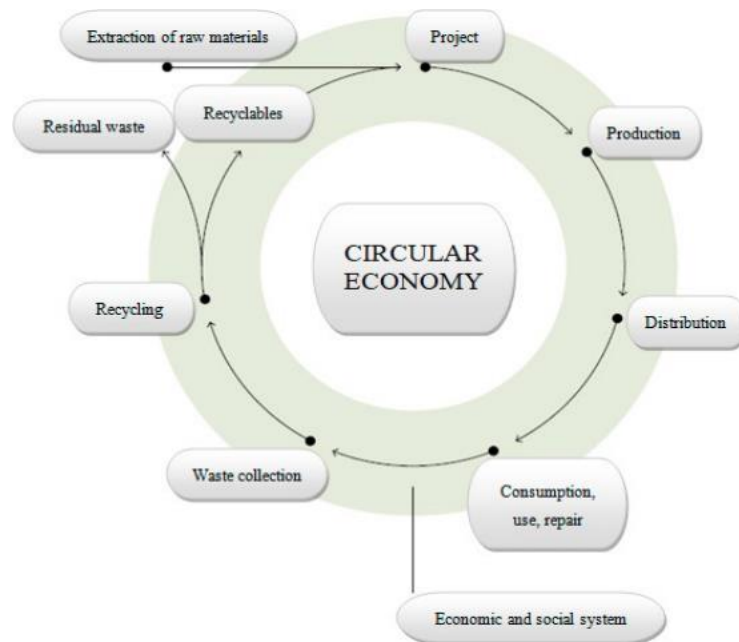 Extraction of raw materials
Project
Residual waste
Recyclables
Production
CIRCULAR
ECONOMY
Recycling
Distribution
Waste collection
Consumption,
use, repair
Economic and social system